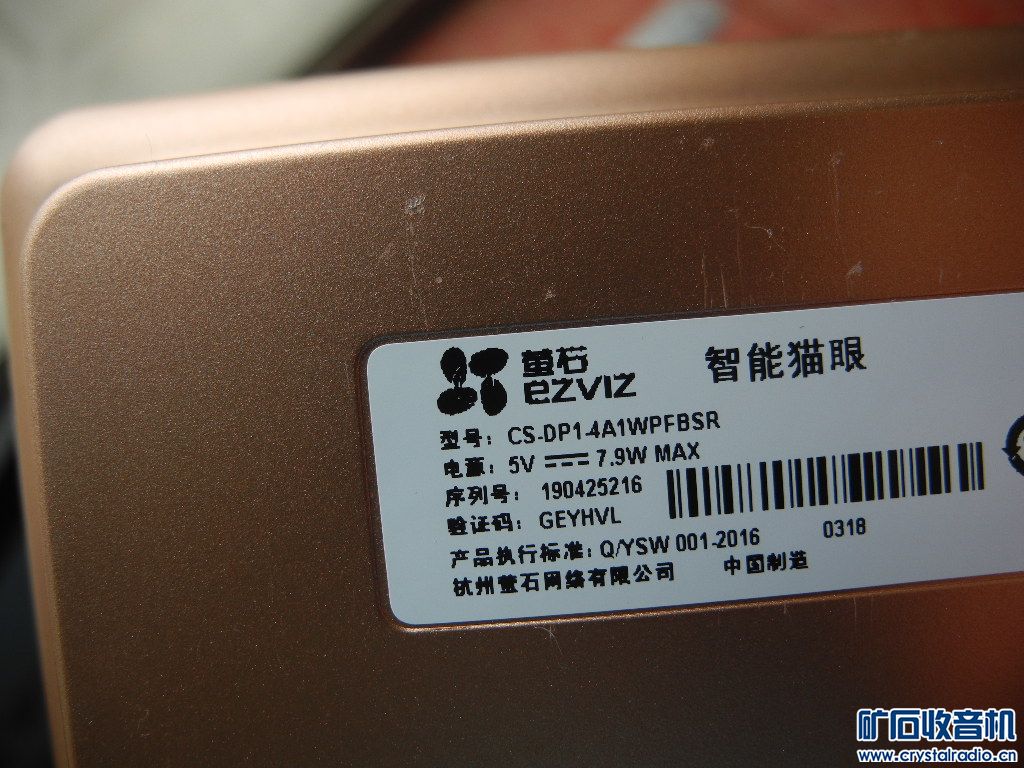 萤石
ezviz
智能猫眼
型号: CS-DP1-4A1WPFBSR
电源: 5V 7.9W MAX
序列号: 190425216
验证码: GEYHVL
产品执行标准: Q/YSW 001-2016
0318
杭州萤石网络有限公司
中国制造
矿石收音机
www.crystalradio.cn